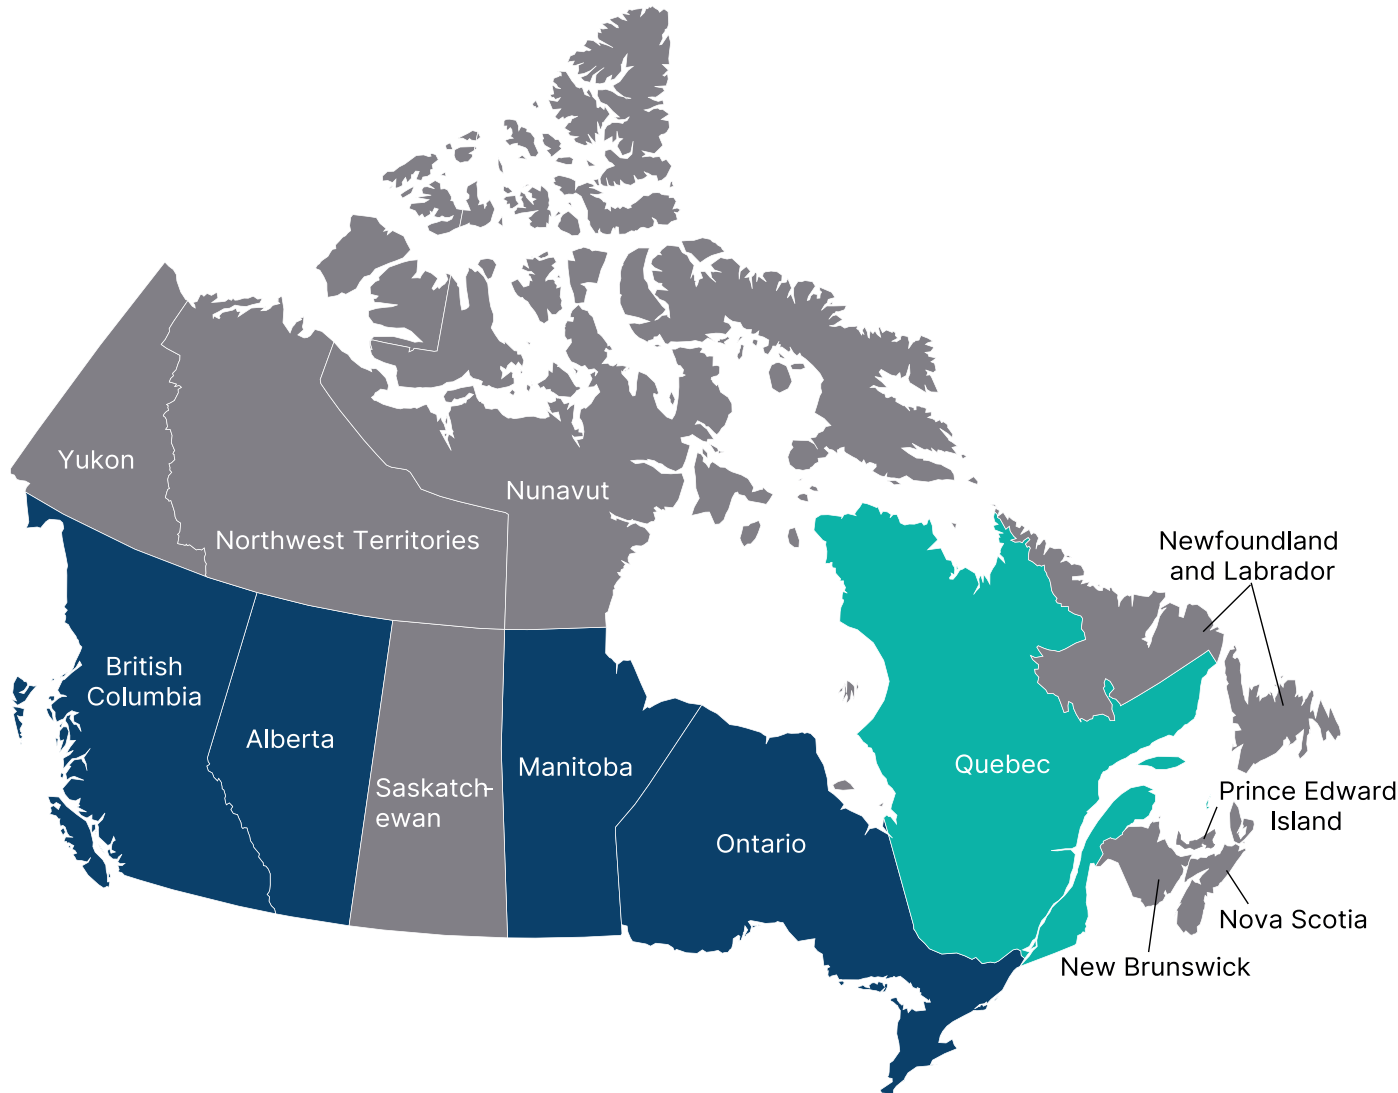 Yukon
Nunavut
Northwest Territories
Newfoundland
and Labrador
British
Columbia
Alberta
Saskatch-
ewan
Manitoba
Ontario
Quebec
Prince Edward
Island
Nova Scotia
New Brunswick